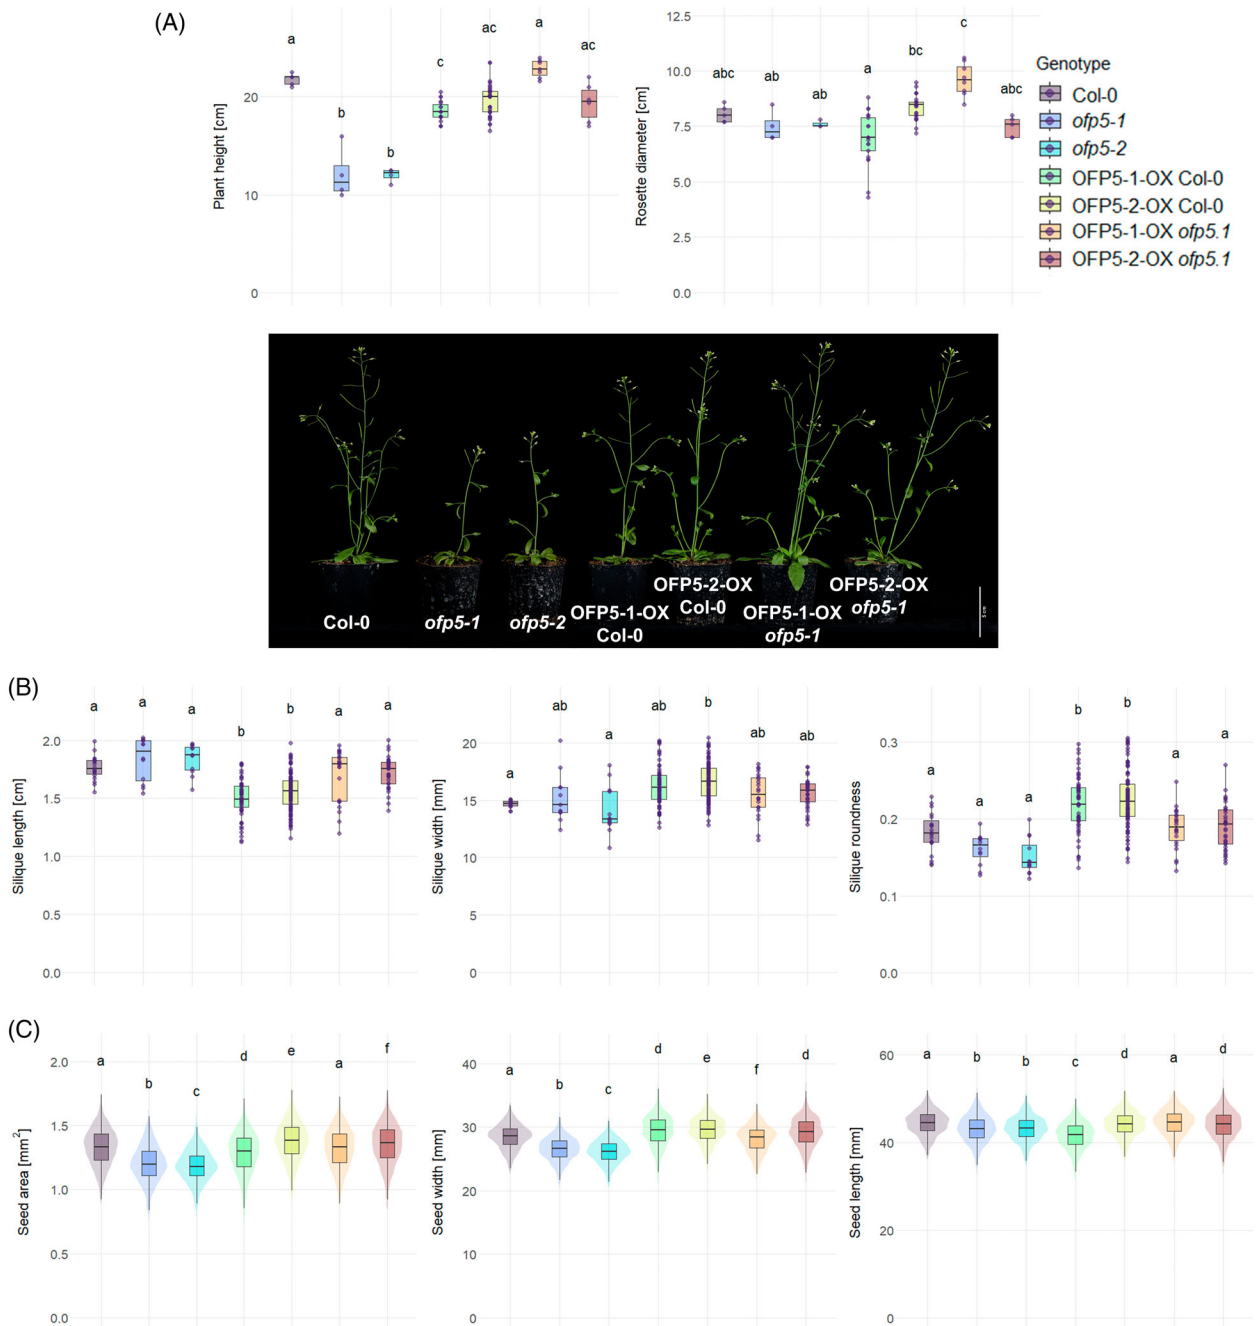 (A)
Plant height [cm]
20
10
0
a
b
b
c
ac
a
ac
Rosette diameter [cm]
12.5
10.0
7.5
5.0
2.5
0.0
abc
ab
ab
a
bc
c
abc
Genotype
Col-0
ofp5-1
ofp5-2
OFP5-1-OX Col-0
OFP5-2-OX Col-0
OFP5-1-OX ofp5.1
OFP5-2-OX ofp5.1
Col-0
ofp5-1
ofp5-2
OFP5-1-OX
Col-0
OFP5-2-OX
Col-0
OFP5-1-OX
ofp5-1
OFP5-2-OX
ofp5-1
5 cm
(B)
Silique length [cm]
2.0
1.5
1.0
0.5
0.0
a
a
a
b
b
a
a
Silique width [mm]
20
15
10
5
0
a
ab
a
ab
b
ab
ab
Silique roundness
0.3
0.2
0.1
0.0
a
a
a
b
b
a
a
(C)
Seed area [mm²]
2.0
1.5
1.0
0.5
0.0
a
b
c
d
e
a
f
Seed width [mm]
40
30
20
10
0
a
b
c
d
e
f
d
Seed length [mm]
60
40
20
0
a
b
b
c
d
a
d